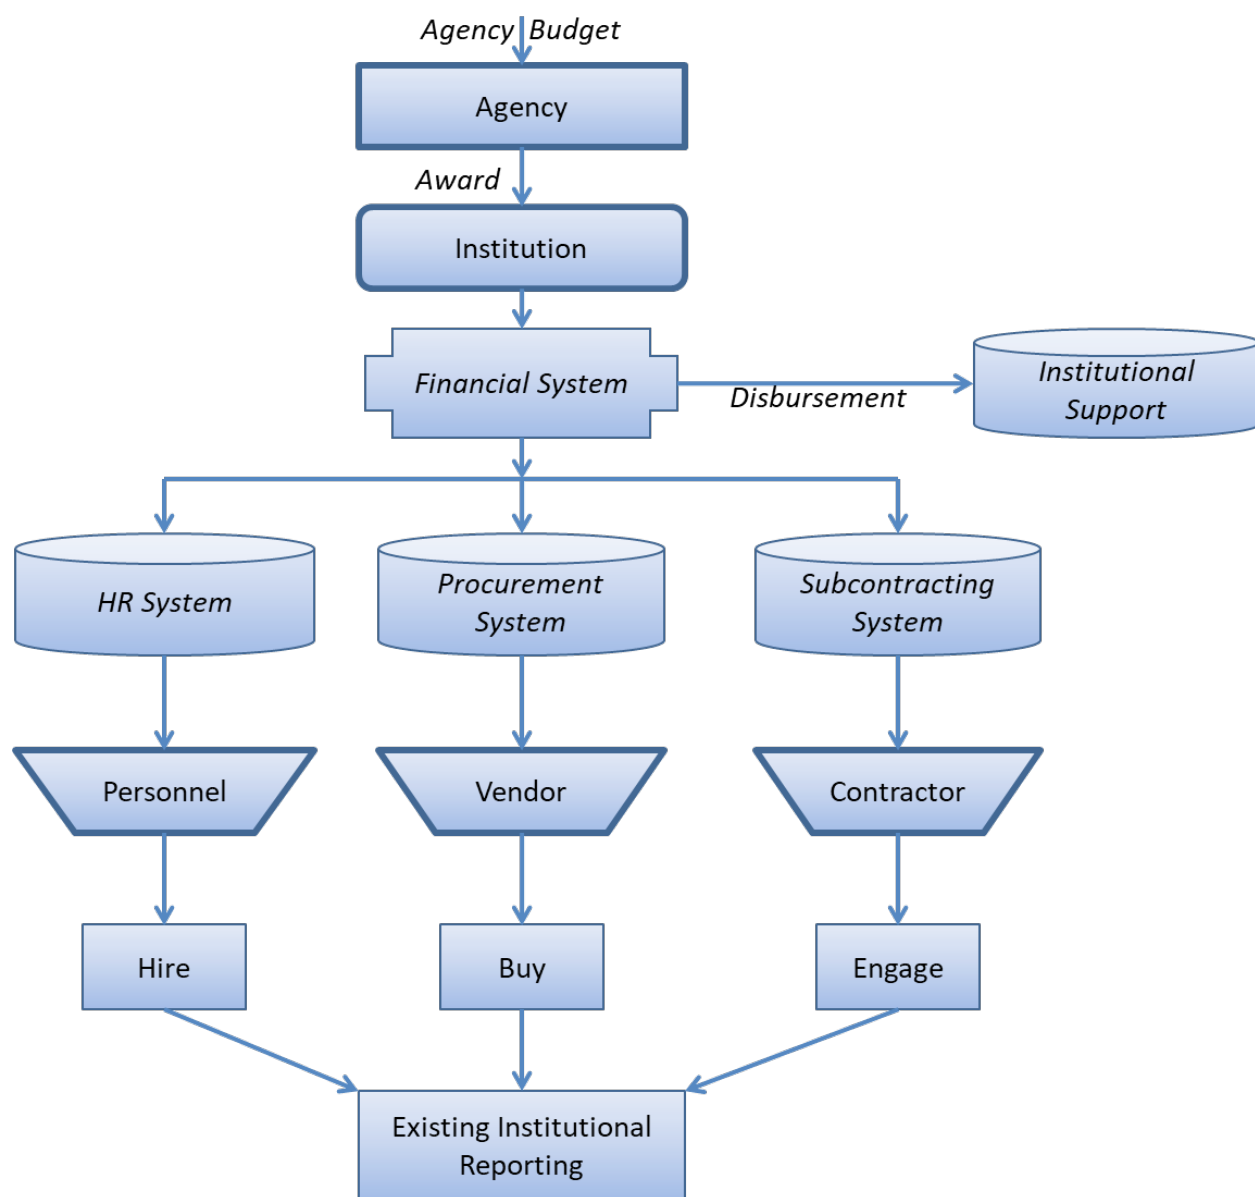 Agency Budget
Agency
Award
Institution
Financial System
Disbursement
Institutional
Support
HR System
Procurement
System
Subcontracting
System
Personnel
Vendor
Contractor
Hire
Buy
Engage
Existing Institutional
Reporting